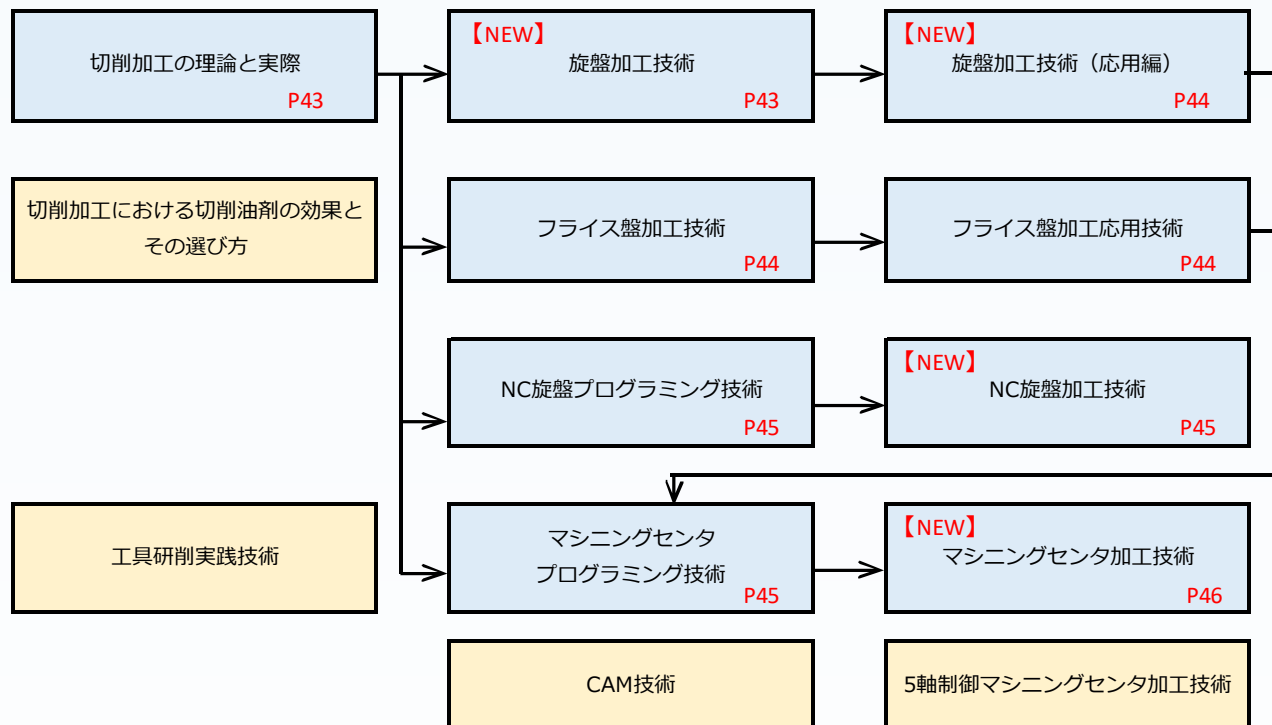 切削加工の理論と実際
P43
【NEW】
旋盤加工技術
P43
【NEW】
旋盤加工技術（応用編）
P44
切削加工における切削油剤の効果と
その選び方
フライス盤加工技術
P44
フライス盤加工応用技術
P44
NC旋盤プログラミング技術
P45
【NEW】
NC旋盤加工技術
P45
工具研削実践技術
マシニングセンタ
プログラミング技術
P45
【NEW】
マシニングセンタ加工技術
P46
CAM技術
5軸制御マシニングセンタ加工技術